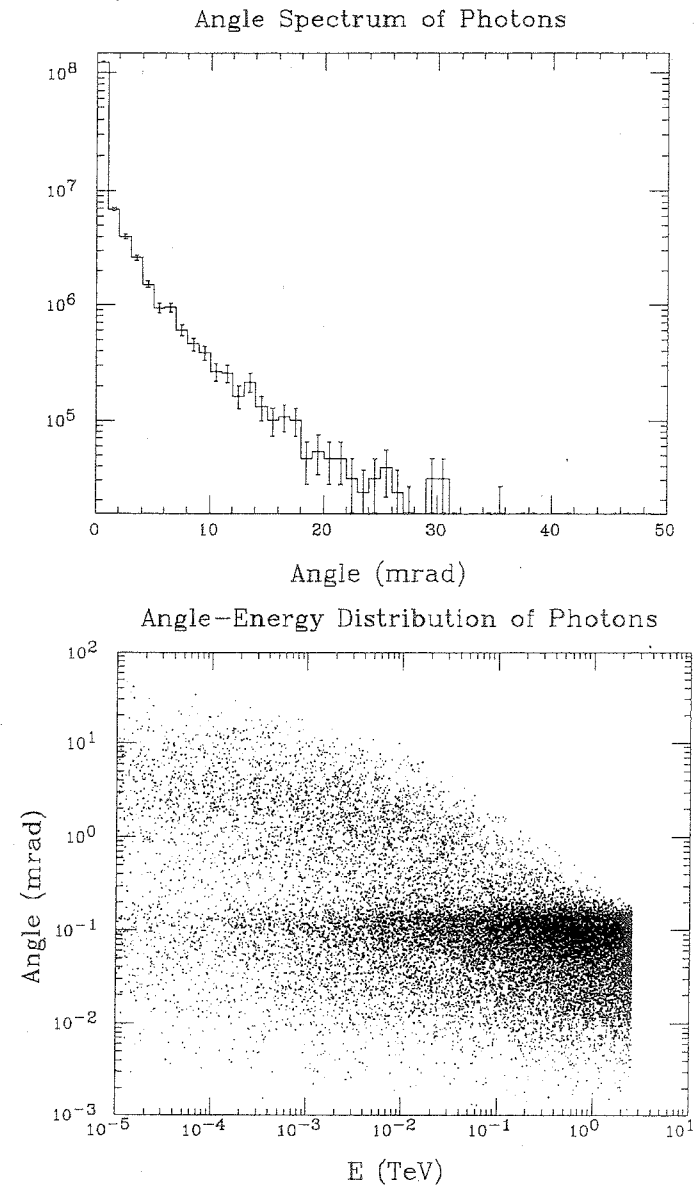 Angle Spectrum of Photons
10⁸
10⁷
10⁶
10⁵
0 10 20 30 40 50
Angle (mrad)
Angle-Energy Distribution of Photons
10²
10¹
10⁰
10⁻¹
10⁻²
10⁻³
Angle (mrad)
10⁻⁵ 10⁻⁴ 10⁻³ 10⁻² 10⁻¹ 10⁰ 10¹
E (TeV)